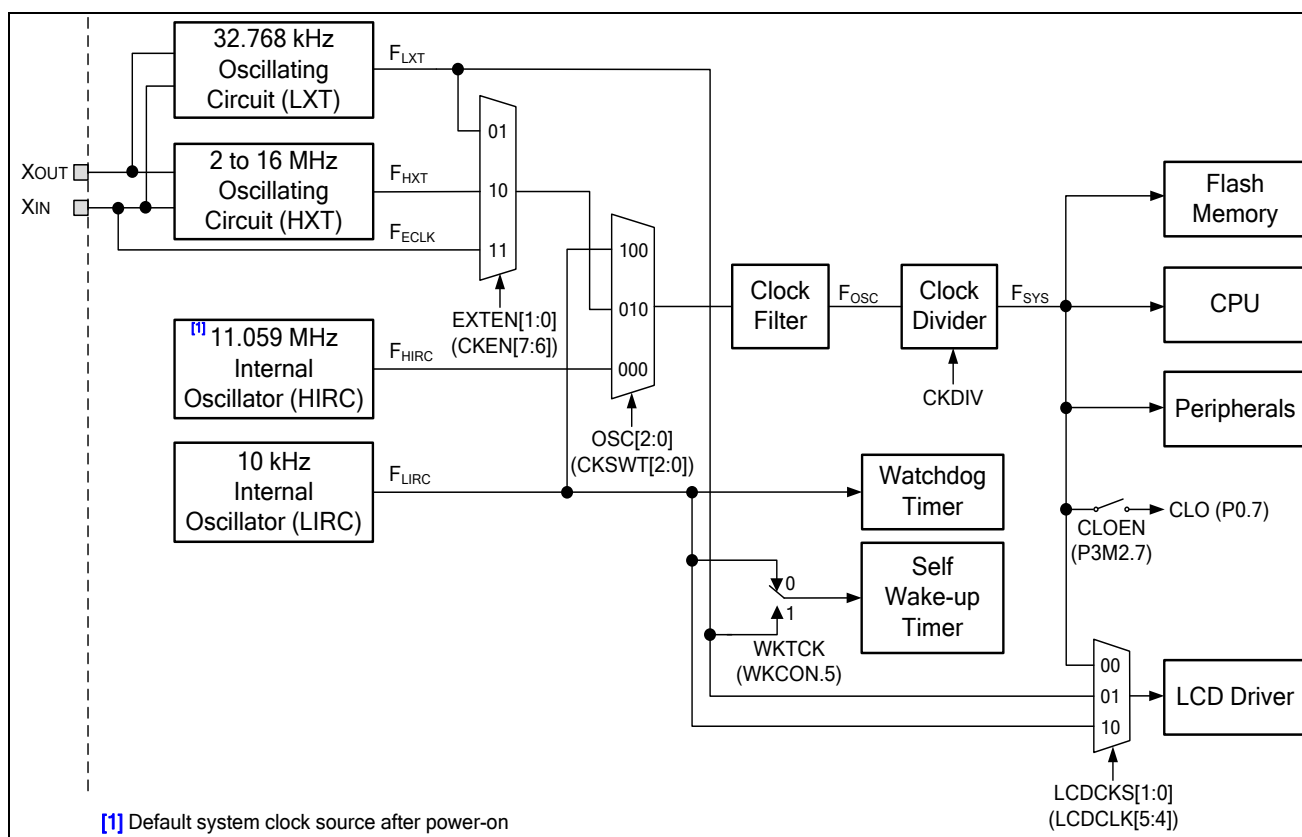 32.768 kHz
Oscillating
Circuit (LXT)
FLXT
01
XOUT
XIN
2 to 16 MHz
Oscillating
Circuit (HXT)
FHXT
10
FECLK
11
EXTEN[1:0]
(CKEN[7:6])
[1] 11.059 MHz
Internal
Oscillator (HIRC)
FHIRC
100
010
000
OSC[2:0]
(CKSWT[2:0])
10 kHz
Internal
Oscillator (LIRC)
FLIRC
Clock
Filter
FOSC
Clock
Divider
CKDIV
FSYS
Flash
Memory
CPU
Peripherals
CLOEN
(P3M2.7)
CLO (P0.7)
Watchdog
Timer
0
1
WKTCK
(WKCON.5)
Self
Wake-up
Timer
00
01
10
LCDCKS[1:0]
(LCDCLK[5:4])
LCD Driver
[1] Default system clock source after power-on